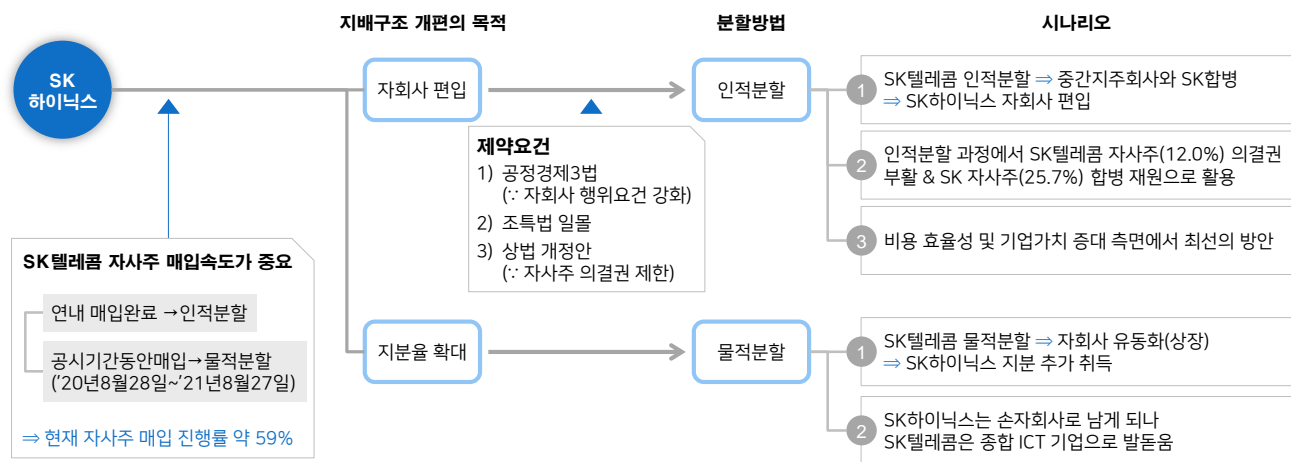 지배구조 개편의 목적
분할방법
시나리오
SK
하이닉스
자회사 편입
인적분할
1
SK텔레콤 인적분할 ⇒ 중간지주회사와 SK합병
⇒ SK하이닉스 자회사 편입
2
인적분할 과정에서 SK텔레콤 자사주(12.0%) 의결권
부활 & SK 자사주(25.7%) 합병 재원으로 활용
3
비용 효율성 및 기업가치 증대 측면에서 최선의 방안
제약요건
1) 공정경제3법
(∵ 자회사 행위요건 강화)
2) 조특법 일몰
3) 상법 개정안
(∵ 자사주 의결권 제한)
SK텔레콤 자사주 매입속도가 중요
연내 매입완료 →인적분할
공시기간동안매입→물적분할
('20년8월28일~'21년8월27일)
⇒ 현재 자사주 매입 진행률 약 59%
지분율 확대
물적분할
1
SK텔레콤 물적분할 ⇒ 자회사 유동화(상장)
⇒ SK하이닉스 지분 추가 취득
2
SK하이닉스는 손자회사로 남게 되나
SK텔레콤은 종합 ICT 기업으로 발돋움